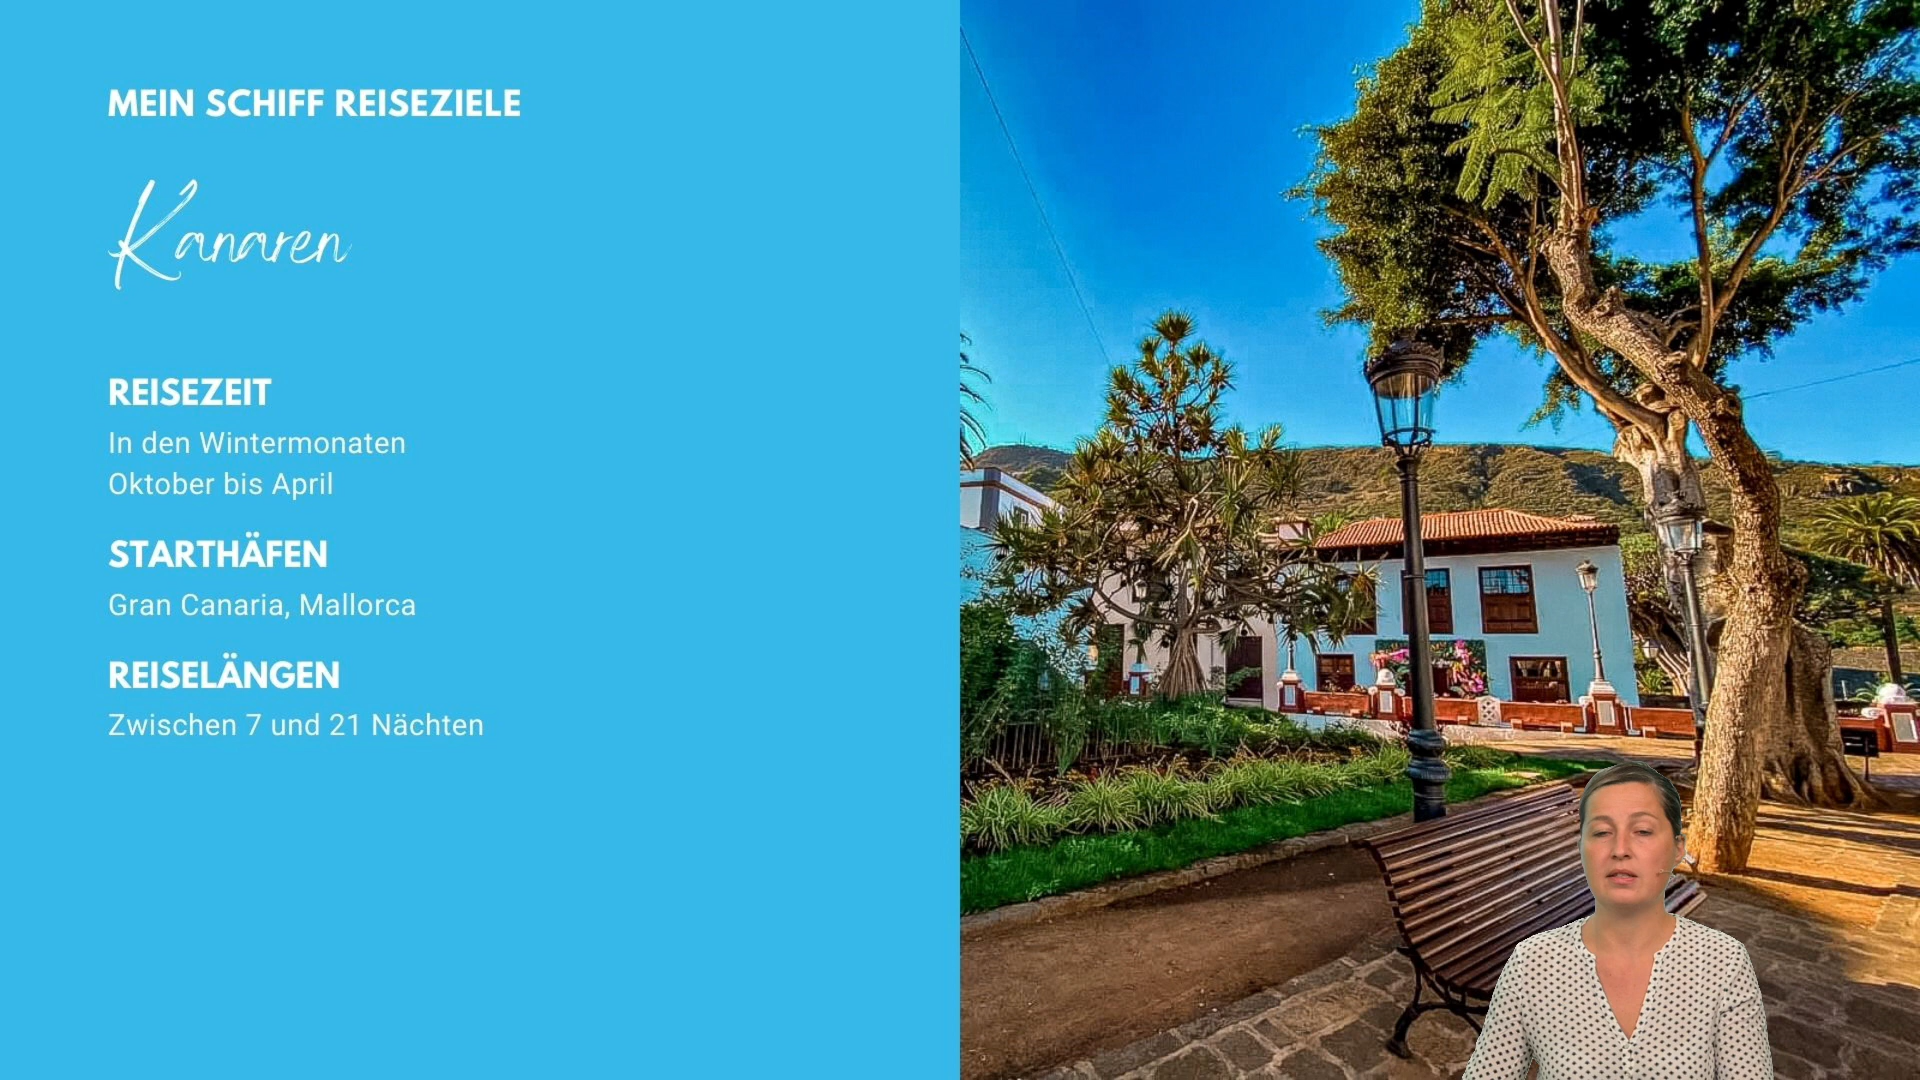 MEIN SCHIFF REISEZIELE
Kanaren
REISEZEIT
In den Wintermonaten
Oktober bis April
STARTHÄFEN
Gran Canaria, Mallorca
REISELÄNGEN
Zwischen 7 und 21 Nächten